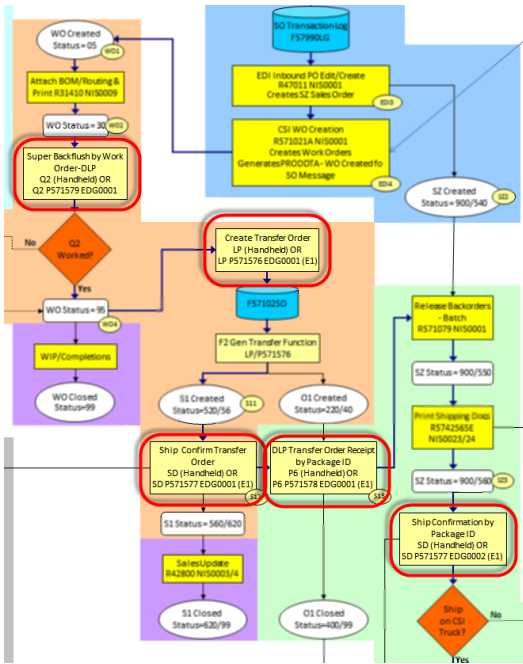 WO Created
Status = 05
WO1
Attach BOM/Routing &
Print R31410 NIS0009
WO Status = 30
WO2
Super Backflush by Work
Order-DLP
Q2 (Handheld) OR
Q2 P571579 EDG0001
No
Q2
Worked?
Yes
WO Status = 95
WO4
WIP/Completions
WO Closed
Status=99
SO Transaction Log
F57990LG
EDI Inbound PO Edit/Create
R47011 NIS0001
Creates SZ Sales Order
EDI3
CSI WO Creation
R571021A NIS0001
Creates Work Orders
Generates PRODDTA - WO Created fo
SO Message
EDI4
SZ Created
Status = 900/540
SZ2
Create Transfer Order
LP (Handheld) OR
LP P571576 EDG0001 (E1)
F571025D
F2 Gen Transfer Function
LP/P571576
S1 Created
Status=520/56
S11
O1 Created
Status=220/40
Ship Confirm Transfer
Order
SD (Handheld) OR
SD P571577 EDG0001 (E1)
S12
DLP Transfer Order Receipt
by Package ID
P6 (Handheld) OR
P6 P571578 EDG0001 (E1)
S13
S1 Status = 560/620
Sales Update
R42800 NIS0003/4
S1 Closed
Status=620/99
O1 Closed
Status=400/99
Release Backorders
- Batch
R571079 NIS0001
SZ Status = 900/550
Print Shipping Docs
R574256SE
NIS0023/24
SZ Status = 900/560
SZ5
Ship Confirmation by
Package ID
SD (Handheld) OR
SD P571577 EDG0002 (E1)
Ship
on CSI
Truck?
No
Yes